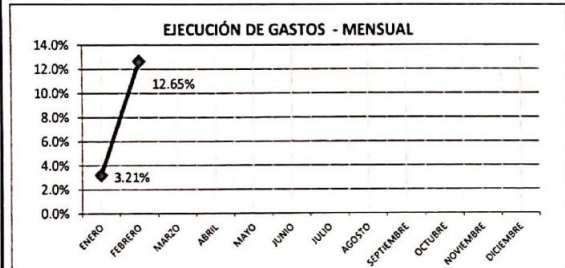 EJECUCIÓN DE GASTOS - MENSUAL
14.0%
12.0%
10.0%
8.0%
6.0%
4.0%
2.0%
0.0%
12.65%
3.21%
ENERO
FEBRERO
MARZO
ABRIL
MAYO
JUNIO
JULIO
AGOSTO
SEPTIEMBRE
OCTUBRE
NOVIEMBRE
DICIEMBRE